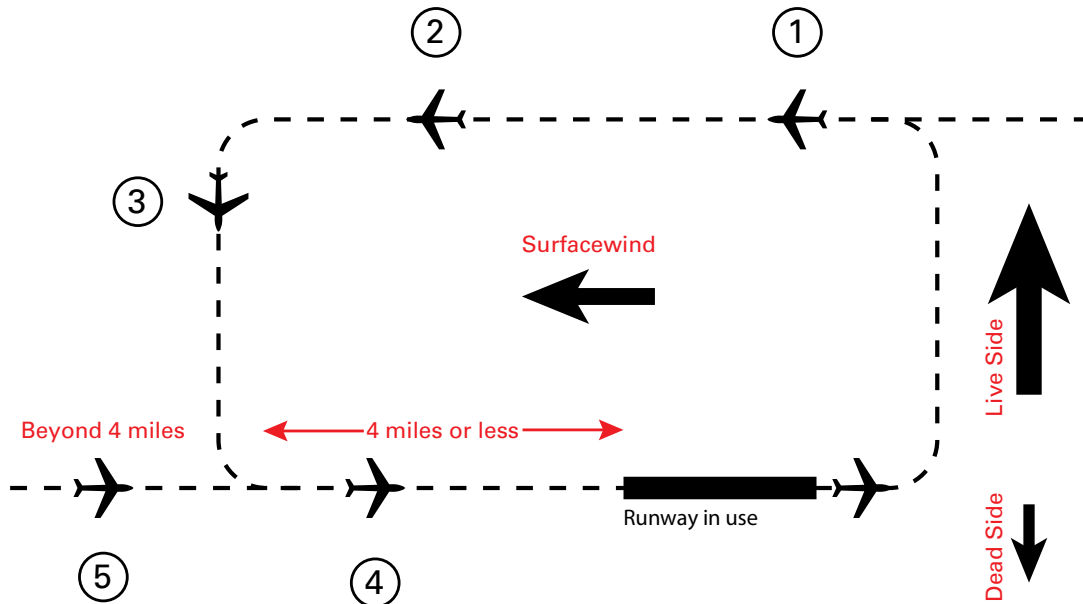 2
1
3
Surfacewind
Live Side
Beyond 4 miles
4 miles or less
Runway in use
Dead Side
5
4